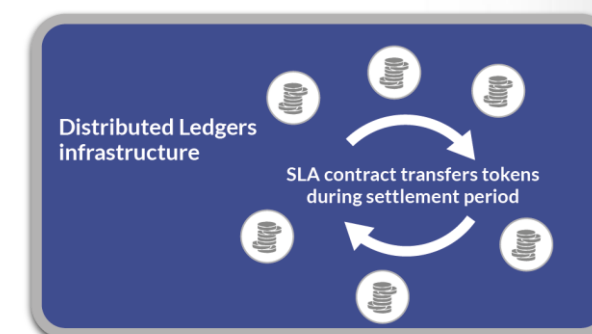 Distributed Ledgers
infrastructure
SLA contract transfers tokens
during settlement period